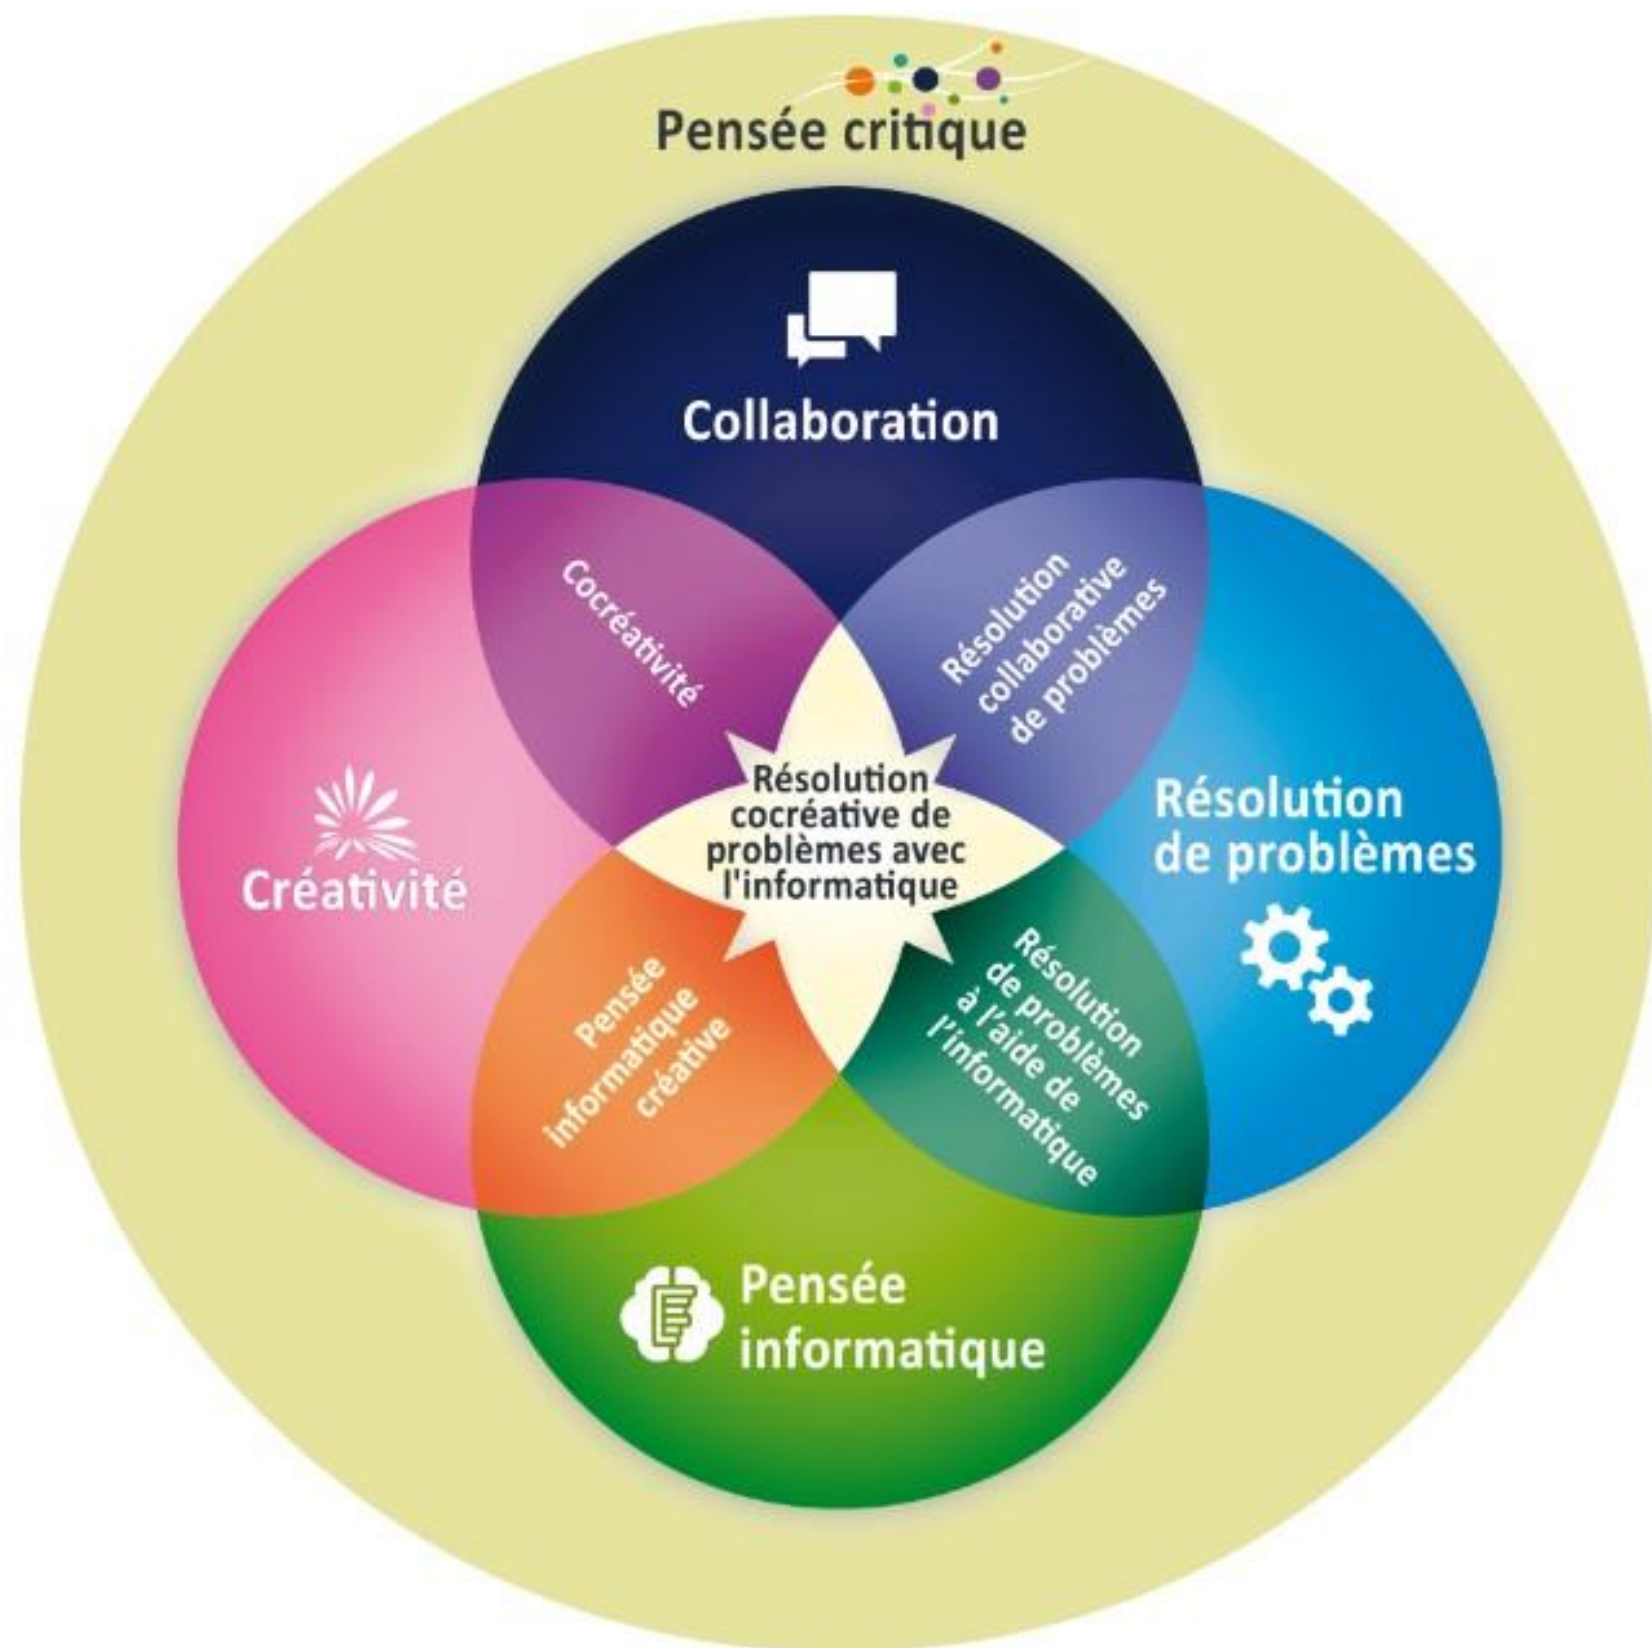 Pensée critique
Collaboration
Cocréativité
Résolution
collaborative
de problèmes
Résolution
cocréative de
problèmes avec
l'informatique
Résolution
de problèmes
Créativité
Pensée
informatique
créative
Résolution
de problèmes
à l’aide de
l’informatique
Pensée
informatique